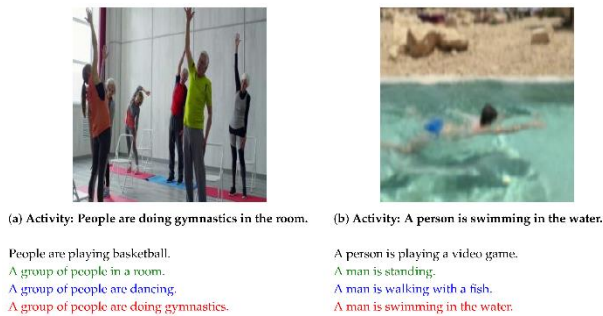 (a) Activity: People are doing gymnastics in the room.
People are playing basketball.
A group of people in a room.
A group of people are dancing.
A group of people are doing gymnastics.
(b) Activity: A person is swimming in the water.
A person is playing a video game.
A man is standing.
A man is walking with a fish.
A man is swimming in the water.